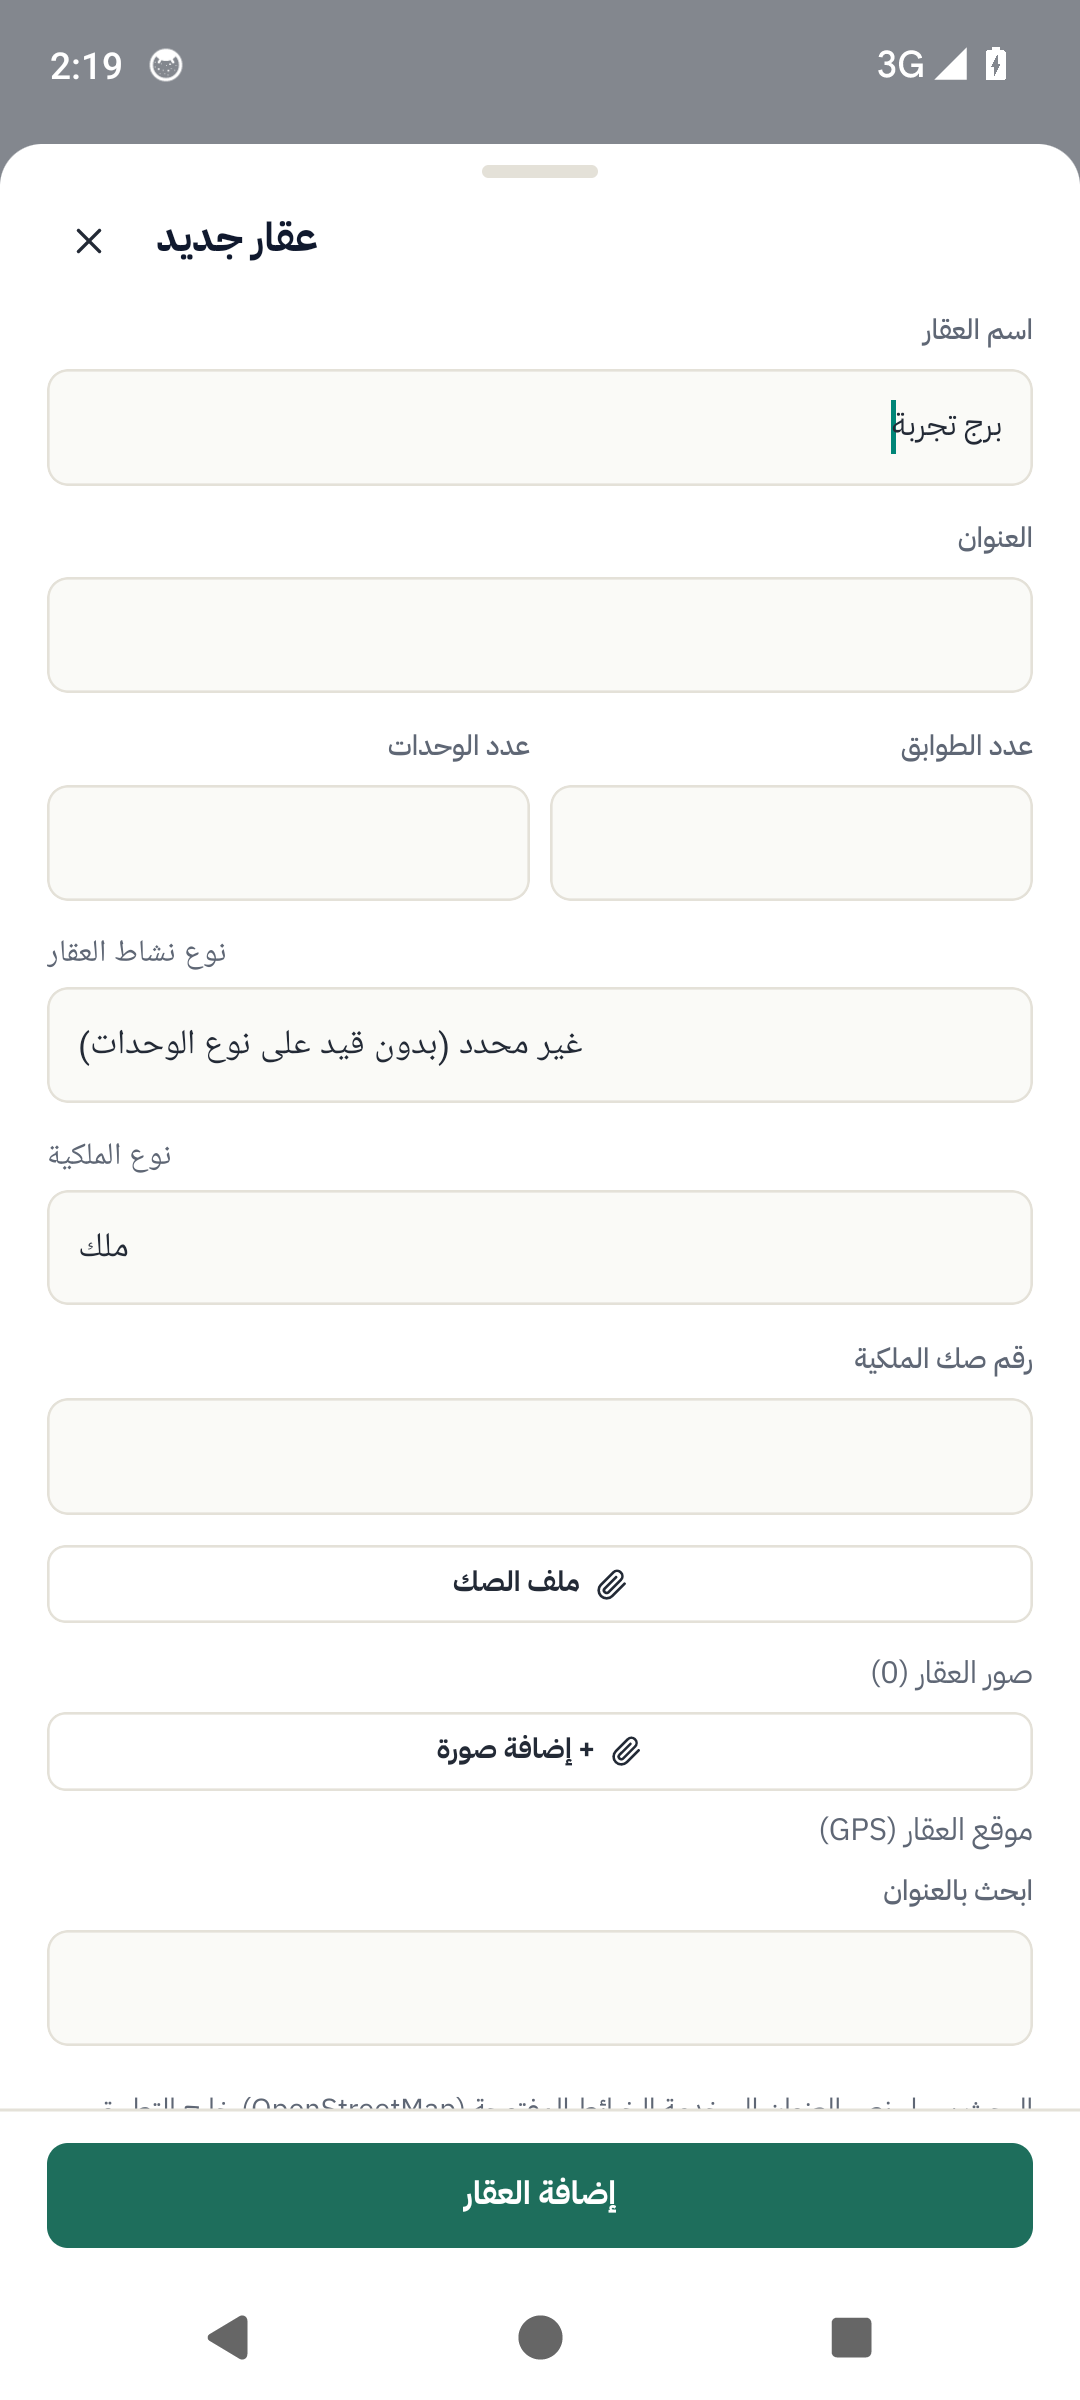 2:19
3G
عقار جديد
اسم العقار
برج تجربة
العنوان
عدد الطوابق
عدد الوحدات
نوع نشاط العقار
غير محدد (بدون قيد على نوع الوحدات)
نوع الملكية
ملك
رقم صك الملكية
ملف الصك
صور العقار (0)
+ إضافة صورة
موقع العقار (GPS)
ابحث بالعنوان
(OpenStreetMap)
إضافة العقار